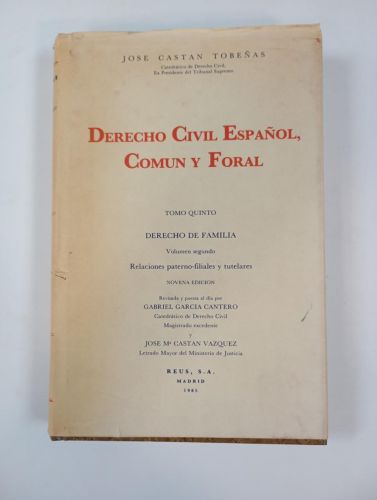 JOSE CASTAN TOBEÑAS
Catedrático de Derecho Civil,
Ex Presidente del Tribunal Supremo
DERECHO CIVIL ESPAÑOL,
COMUN Y FORAL
TOMO QUINTO
DERECHO DE FAMILIA
Volumen segundo
Relaciones paterno-filiales y tutelares
NOVENA EDICION
Revisada y puesta al día por
GABRIEL GARCIA CANTERO
Catedrático de Derecho Civil
Magistrado excedente
y
JOSE Mª CASTAN VAZQUEZ
Letrado Mayor del Ministerio de Justicia
REUS, S.A.
MADRID
1985